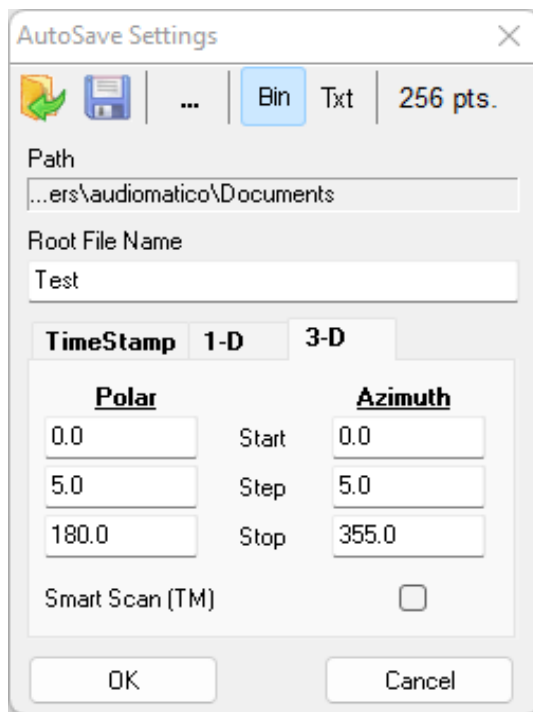 AutoSave Settings
... Bin Txt 256 pts.
Path
...ers\audiomatico\Documents
Root File Name
Test
TimeStamp 1-D 3-D
Polar Azimuth
0.0 Start 0.0
5.0 Step 5.0
180.0 Stop 355.0
Smart Scan (TM)
OK Cancel